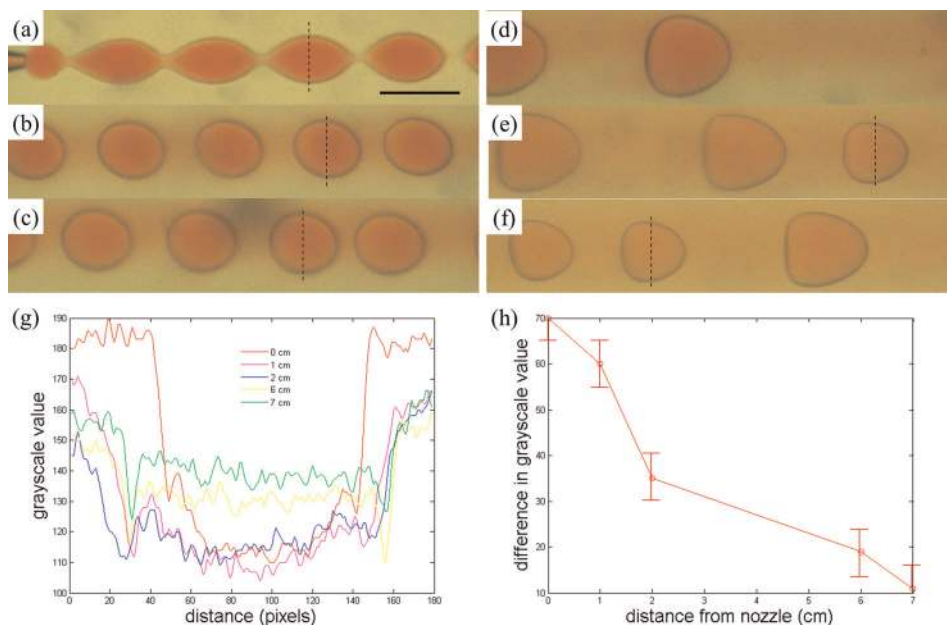 (a)
(b)
(c)
(d)
(e)
(f)
(g)
190
180
170
160
150
140
130
120
110
100
0 cm
1 cm
2 cm
6 cm
7 cm
grayscale value
0 20 40 60 80 100 120 140 160 180
distance (pixels)
(h)
70
60
50
40
30
20
10
difference in grayscale value
0 1 2 3 4 5 6 7
distance from nozzle (cm)